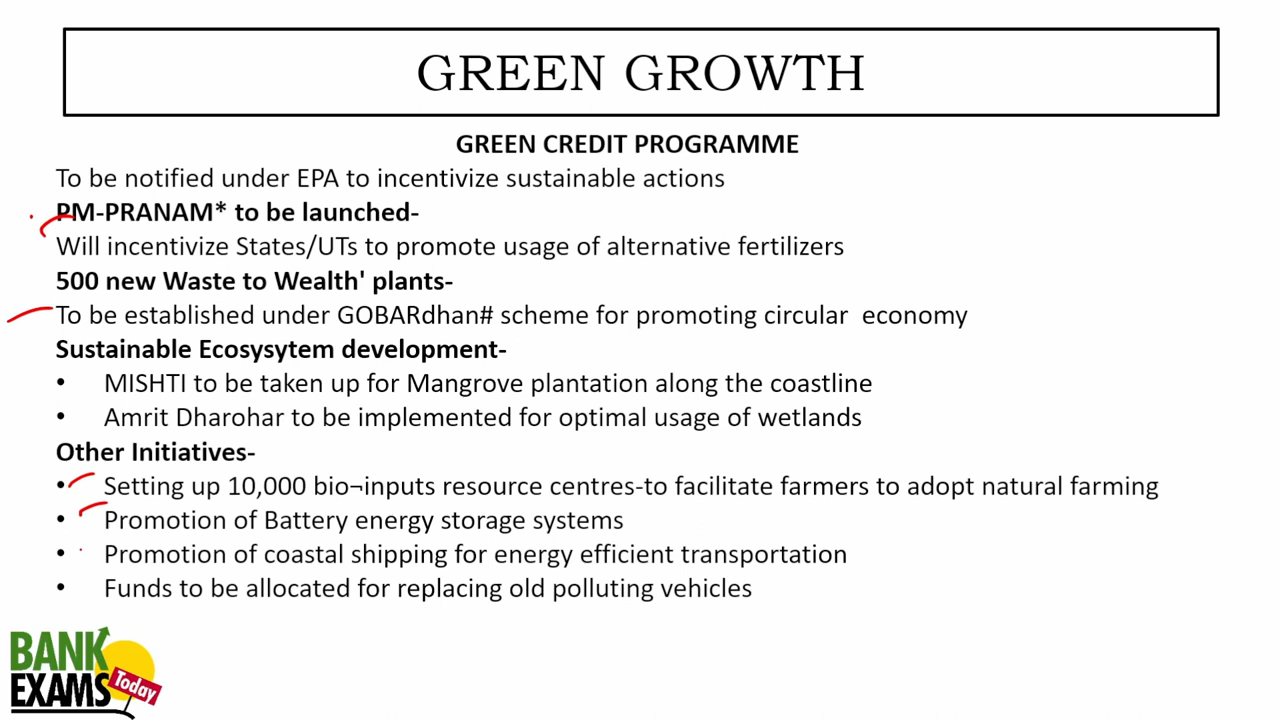 GREEN GROWTH
GREEN CREDIT PROGRAMME
To be notified under EPA to incentivize sustainable actions
PM-PRANAM* to be launched-
Will incentivize States/UTs to promote usage of alternative fertilizers
500 new Waste to Wealth' plants-
To be established under GOBARdhan# scheme for promoting circular economy
Sustainable Ecosysytem development-
• MISHTI to be taken up for Mangrove plantation along the coastline
• Amrit Dharohar to be implemented for optimal usage of wetlands
Other Initiatives-
• Setting up 10,000 bio¬inputs resource centres-to facilitate farmers to adopt natural farming
• Promotion of Battery energy storage systems
• Promotion of coastal shipping for energy efficient transportation
• Funds to be allocated for replacing old polluting vehicles
BANK
EXAMS Today